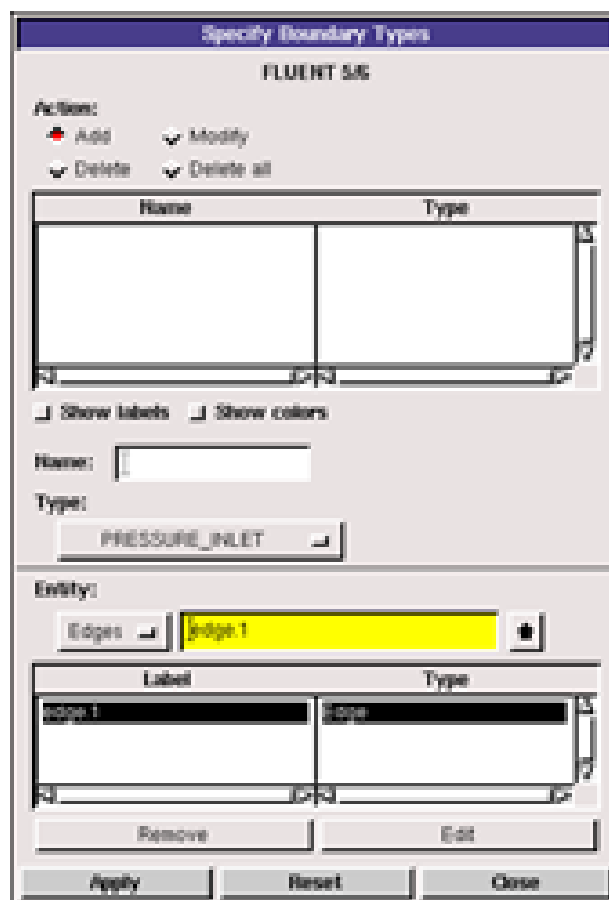 Specify Boundary Types
FLUENT 5/6
Action:
Add Modify
Delete Delete all
Name Type
Show labels Show colors
Name:
Type:
PRESSURE_INLET
Entity:
Edges edge.1
Label Type
edge.1 Edge
Remove Edit
Apply Reset Close